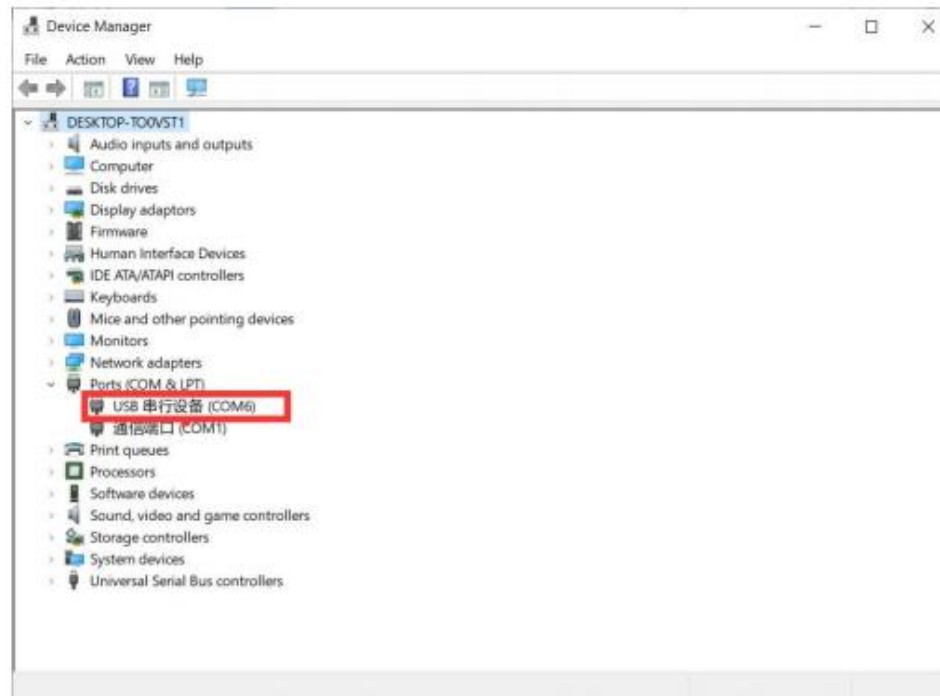 Device Manager
File Action View Help
DESKTOP-TO0VST1
Audio inputs and outputs
Computer
Disk drives
Display adaptors
Firmware
Human Interface Devices
IDE ATA/ATAPI controllers
Keyboards
Mice and other pointing devices
Monitors
Network adapters
Ports (COM & LPT)
USB 串行设备 (COM6)
通信端口 (COM1)
Print queues
Processors
Software devices
Sound, video and game controllers
Storage controllers
System devices
Universal Serial Bus controllers